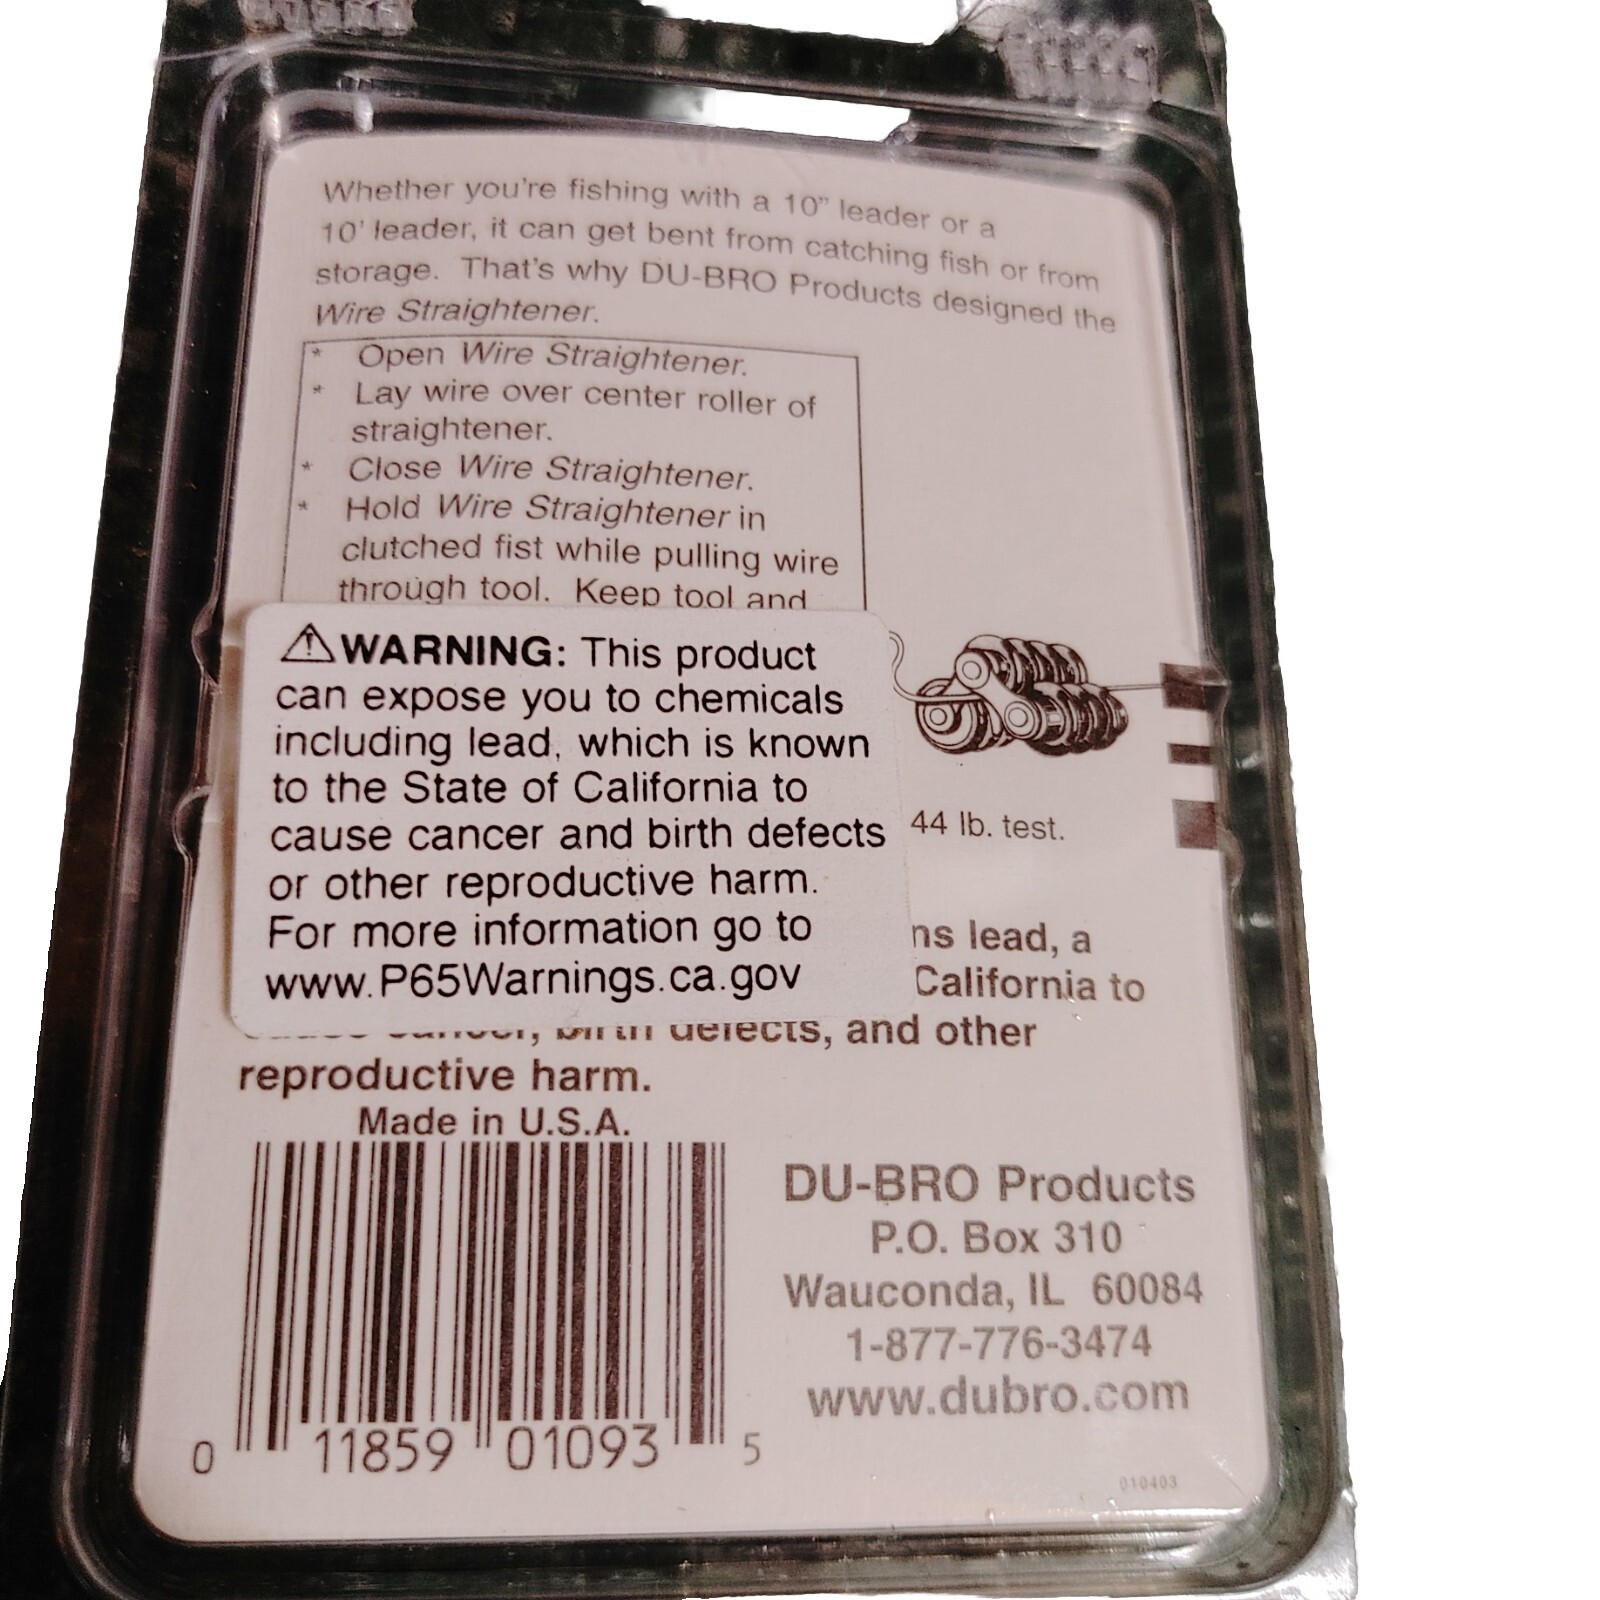 Whether you're fishing with a 10" leader or a
10' leader, it can get bent from catching fish or from
storage. That's why DU-BRO Products designed the
Wire Straightener.
* Open Wire Straightener.
* Lay wire over center roller of
straightener.
* Close Wire Straightener.
* Hold Wire Straightener in
clutched fist while pulling wire
through tool. Keep tool and
⚠WARNING: This product
can expose you to chemicals
including lead, which is known
to the State of California to
cause cancer and birth defects
or other reproductive harm.
For more information go to
www.P65Warnings.ca.gov
44 lb. test.
ns lead, a
California to
birth defects, and other
reproductive harm.
Made in U.S.A.
0 11859 01093 5
DU-BRO Products
P.O. Box 310
Wauconda, IL 60084
1-877-776-3474
www.dubro.com
010403